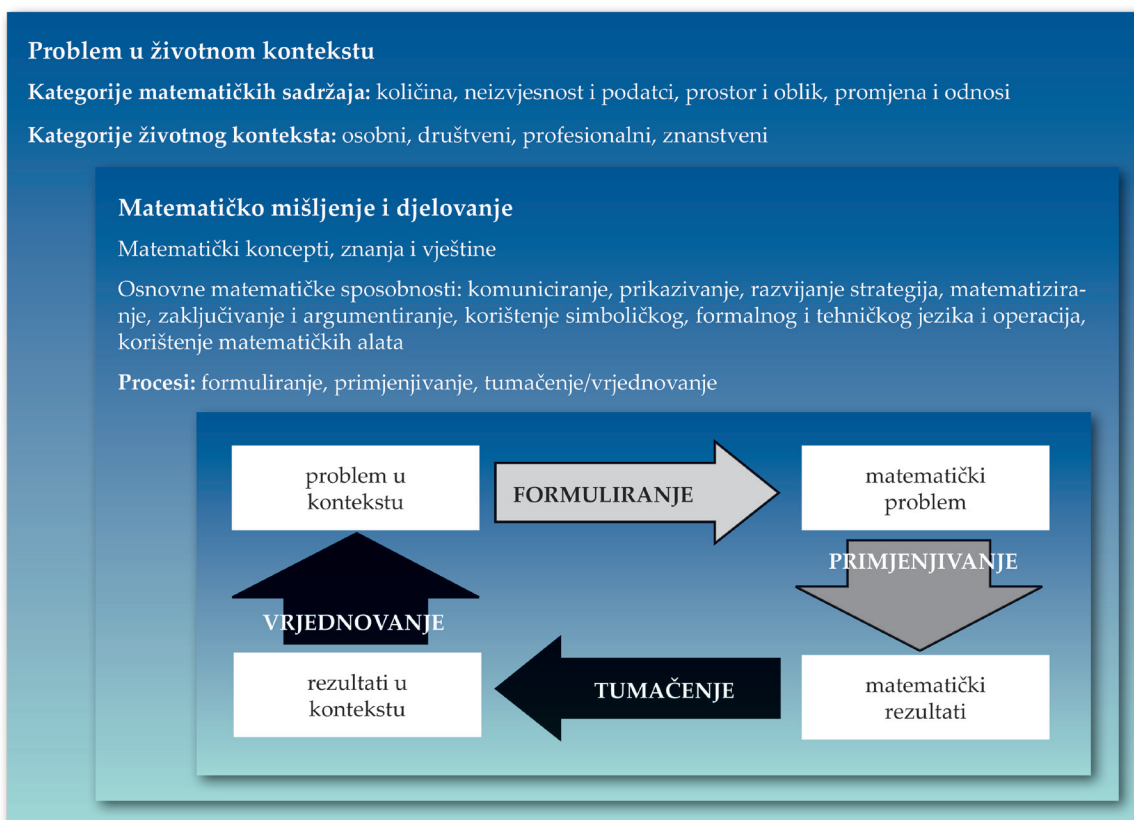 Problem u životnom kontekstu
Kategorije matematičkih sadržaja: količina, neizvjesnost i podatci, prostor i oblik, promjena i odnosi
Kategorije životnog konteksta: osobni, društveni, profesionalni, znanstveni
Matematičko mišljenje i djelovanje
Matematički koncepti, znanja i vještine
Osnovne matematičke sposobnosti: komuniciranje, prikazivanje, razvijanje strategija, matematizira-
nje, zaključivanje i argumentiranje, korištenje simboličkog, formalnog i tehničkog jezika i operacija,
korištenje matematičkih alata
Procesi: formuliranje, primjenjivanje, tumačenje/vrjednovanje
problem u
kontekstu
FORMULIRANJE
matematički
problem
PRIMJENJIVANJE
VRJEDNOVANJE
rezultati u
kontekstu
TUMAČENJE
matematički
rezultati